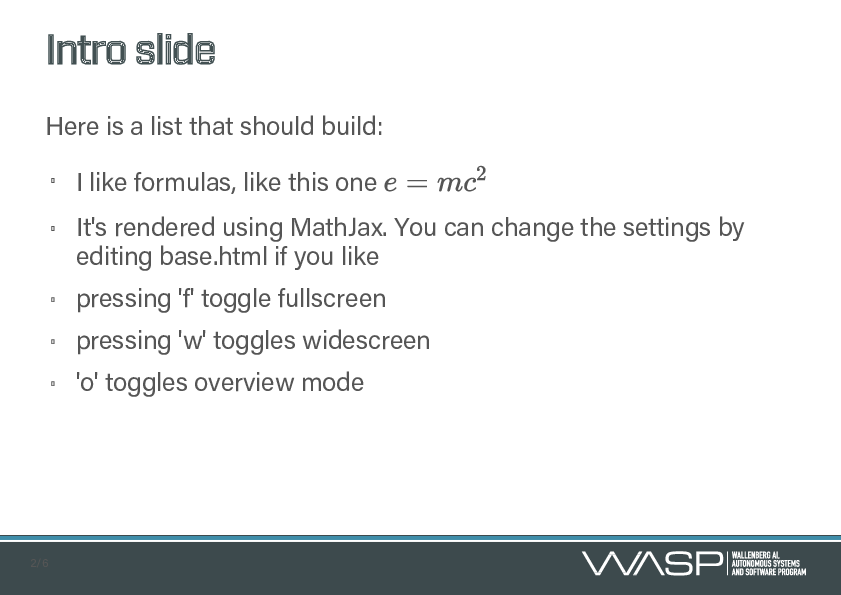 Intro slide
Here is a list that should build:
I like formulas, like this one e = mc²
It's rendered using MathJax. You can change the settings by
editing base.html if you like
pressing 'f' toggle fullscreen
pressing 'w' toggles widescreen
'o' toggles overview mode
2/6
WASP
WALLENBERG AI,
AUTONOMOUS SYSTEMS
AND SOFTWARE PROGRAM